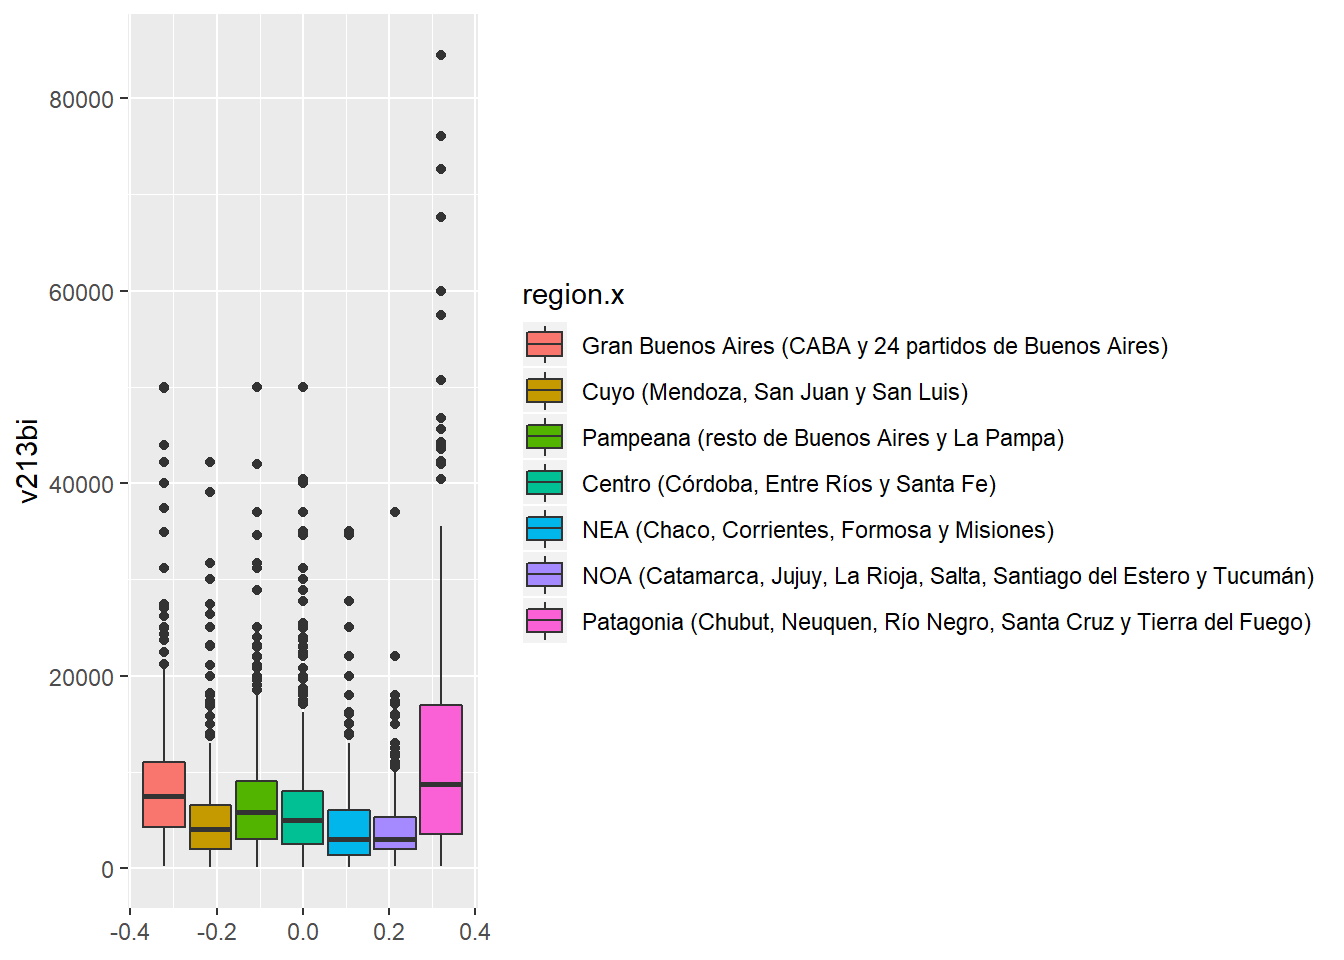 80000
60000
40000
20000
0
v213bi
-0.4
-0.2
0.0
0.2
0.4
region.x
Gran Buenos Aires (CABA y 24 partidos de Buenos Aires)
Cuyo (Mendoza, San Juan y San Luis)
Pampeana (resto de Buenos Aires y La Pampa)
Centro (Córdoba, Entre Ríos y Santa Fe)
NEA (Chaco, Corrientes, Formosa y Misiones)
NOA (Catamarca, Jujuy, La Rioja, Salta, Santiago del Estero y Tucumán)
Patagonia (Chubut, Neuquen, Río Negro, Santa Cruz y Tierra del Fuego)